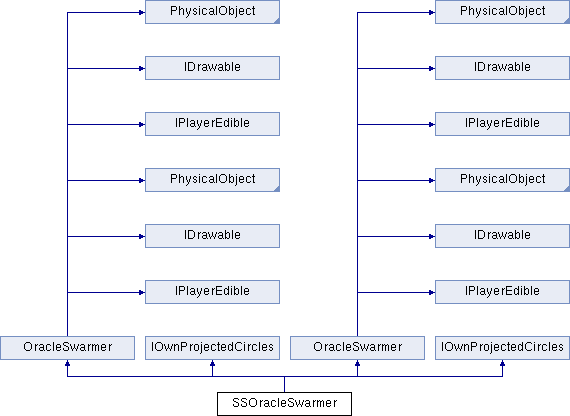 PhysicalObject PhysicalObject
IDrawable IDrawable
IPlayerEdible IPlayerEdible
PhysicalObject PhysicalObject
IDrawable IDrawable
IPlayerEdible IPlayerEdible
OracleSwarmer IOwnProjectedCircles OracleSwarmer IOwnProjectedCircles
SSOracleSwarmer